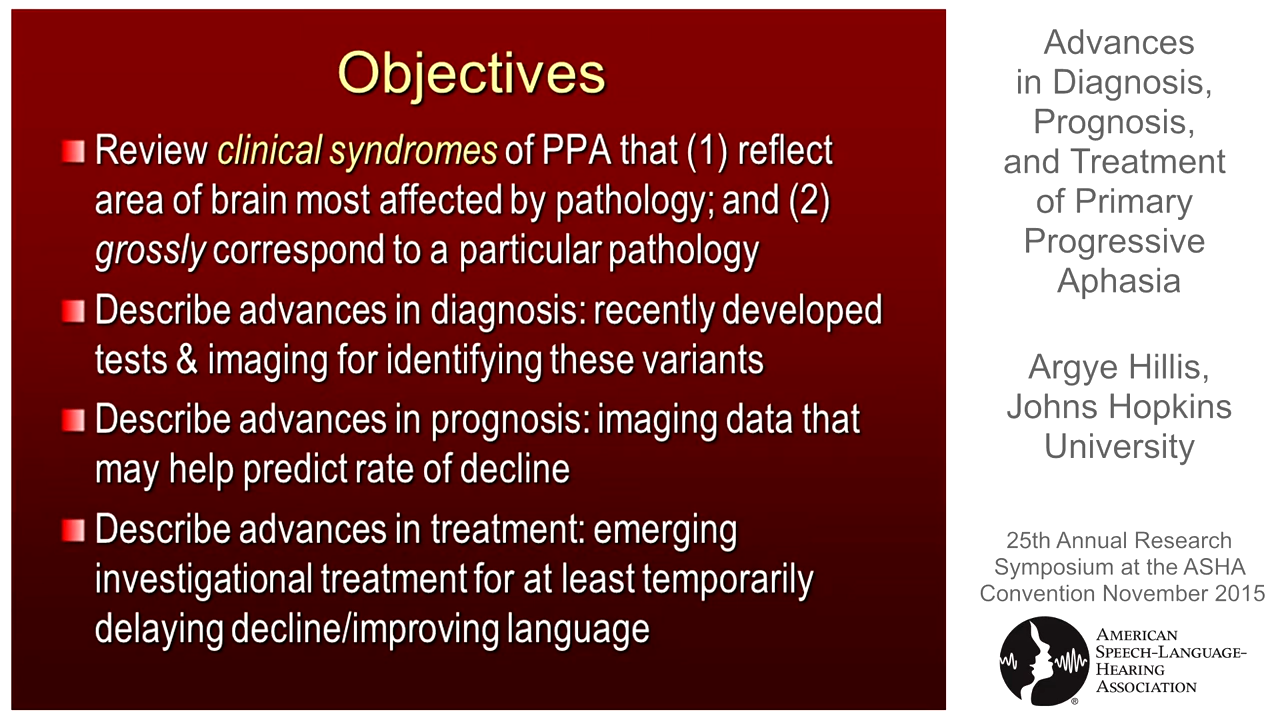 Objectives
Review clinical syndromes of PPA that (1) reflect
area of brain most affected by pathology; and (2)
grossly correspond to a particular pathology
Describe advances in diagnosis: recently developed
tests & imaging for identifying these variants
Describe advances in prognosis: imaging data that
may help predict rate of decline
Describe advances in treatment: emerging
investigational treatment for at least temporarily
delaying decline/improving language
Advances
in Diagnosis,
Prognosis,
and Treatment
of Primary
Progressive
Aphasia
Argye Hillis,
Johns Hopkins
University
25th Annual Research
Symposium at the ASHA
Convention November 2015
AMERICAN
SPEECH-LANGUAGE-
HEARING
ASSOCIATION
®